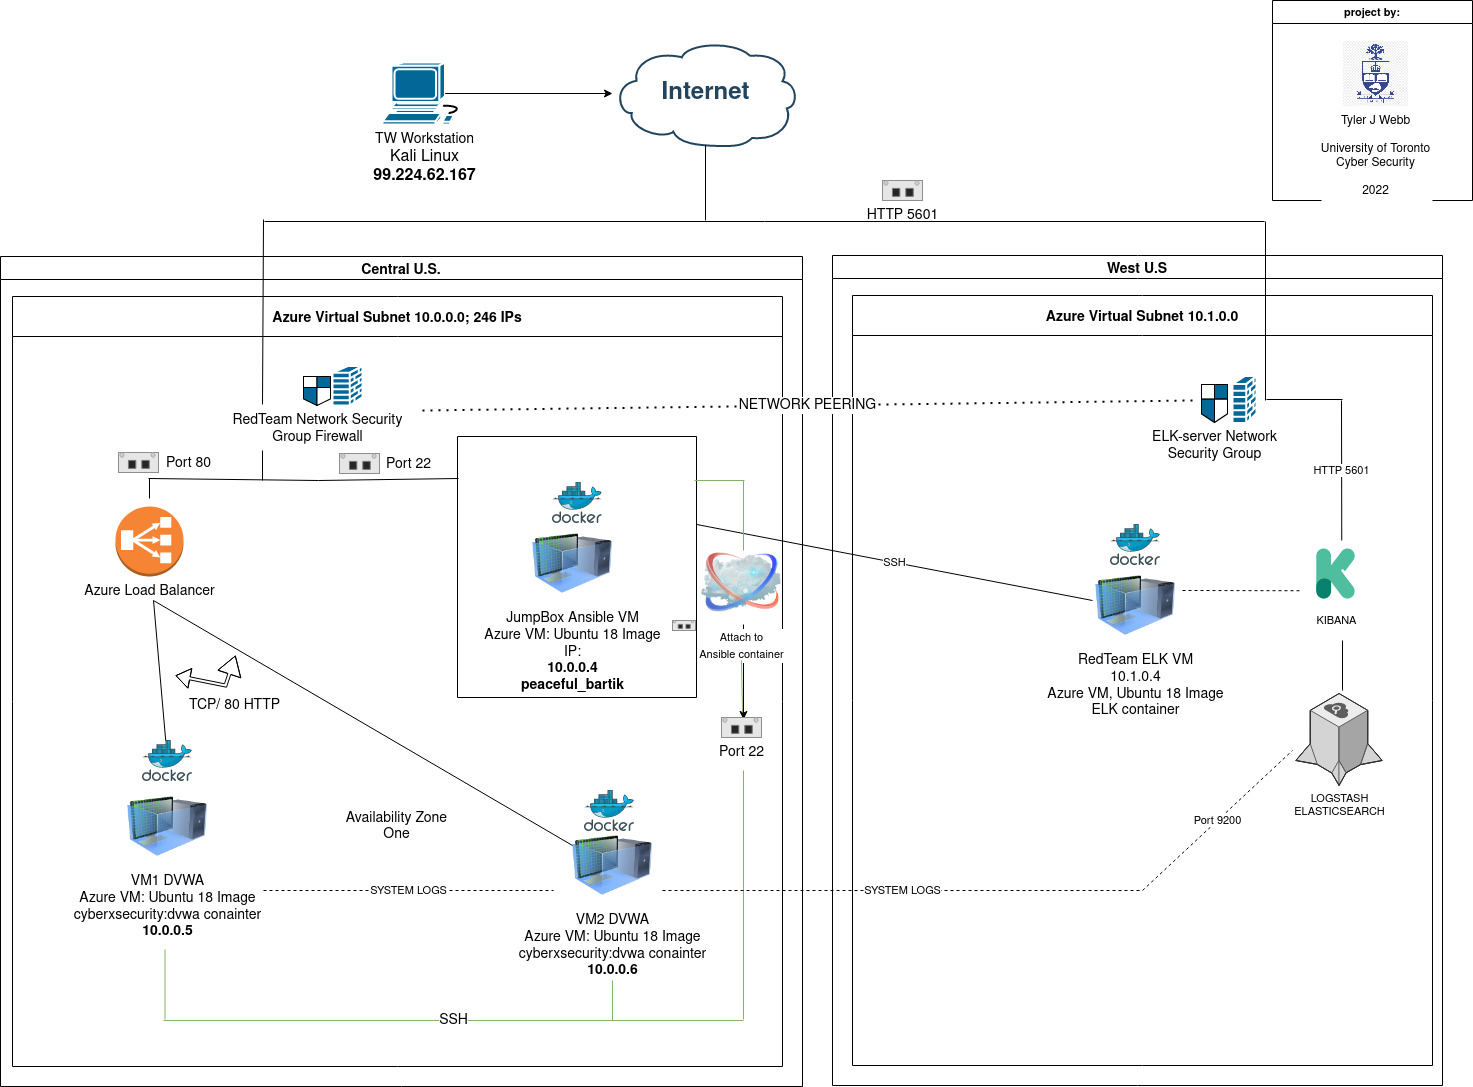 project by:
Tyler J Webb
University of Toronto
Cyber Security
2022
Internet
TW Workstation
Kali Linux
99.224.62.167
HTTP 5601
Central U.S.
West U.S
Azure Virtual Subnet 10.0.0.0; 246 IPs
Azure Virtual Subnet 10.1.0.0
RedTeam Network Security
Group Firewall
NETWORK PEERING
ELK-server Network
Security Group
Port 80
Port 22
HTTP 5601
docker
docker
SSH
Azure Load Balancer
JumpBox Ansible VM
Azure VM: Ubuntu 18 Image
IP:
10.0.0.4
peaceful_bartik
Attach to
Ansible container
KIBANA
RedTeam ELK VM
10.1.0.4
Azure VM, Ubuntu 18 Image
ELK container
TCP/ 80 HTTP
Port 22
docker
docker
LOGSTASH
ELASTICSEARCH
Availability Zone
One
Port 9200
VM1 DVWA
Azure VM: Ubuntu 18 Image
cyberxsecurity:dvwa conainter
10.0.0.5
SYSTEM LOGS
SYSTEM LOGS
VM2 DVWA
Azure VM: Ubuntu 18 Image
cyberxsecurity:dvwa conainter
10.0.0.6
SSH